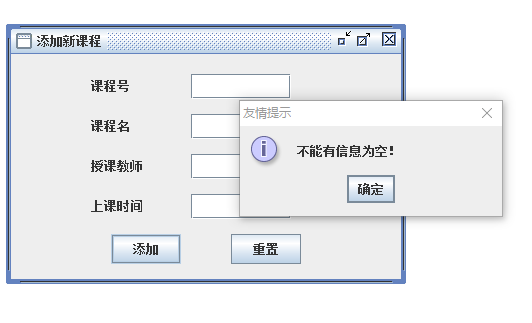 添加新课程
友情提示
课程号
课程名
不能有信息为空！
授课教师
确定
上课时间
添加
重置